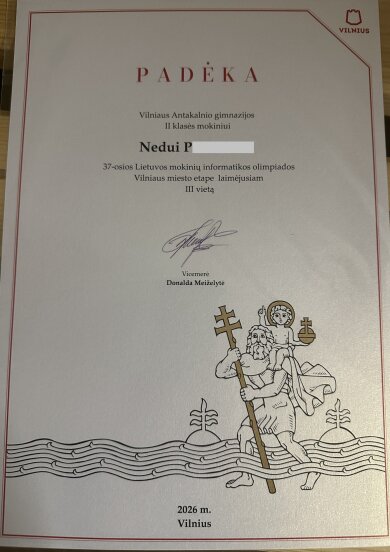 VILNIUS
PADĖKA
Vilniaus Antakalnio gimnazijos
II klasės mokiniui
Nedui P
37-osios Lietuvos mokinių informatikos olimpiados
Vilniaus miesto etape laimėjusiam
III vietą
Vicemerė
Donalda Meiželytė
2026 m.
Vilnius